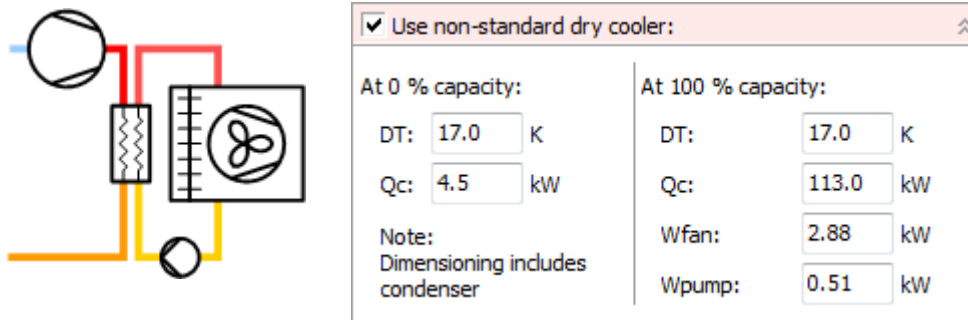 Use non-standard dry cooler:
At 0 % capacity:
DT: 17.0 K
Qc: 4.5 kW
Note:
Dimensioning includes
condenser
At 100 % capacity:
DT: 17.0 K
Qc: 113.0 kW
Wfan: 2.88 kW
Wpump: 0.51 kW